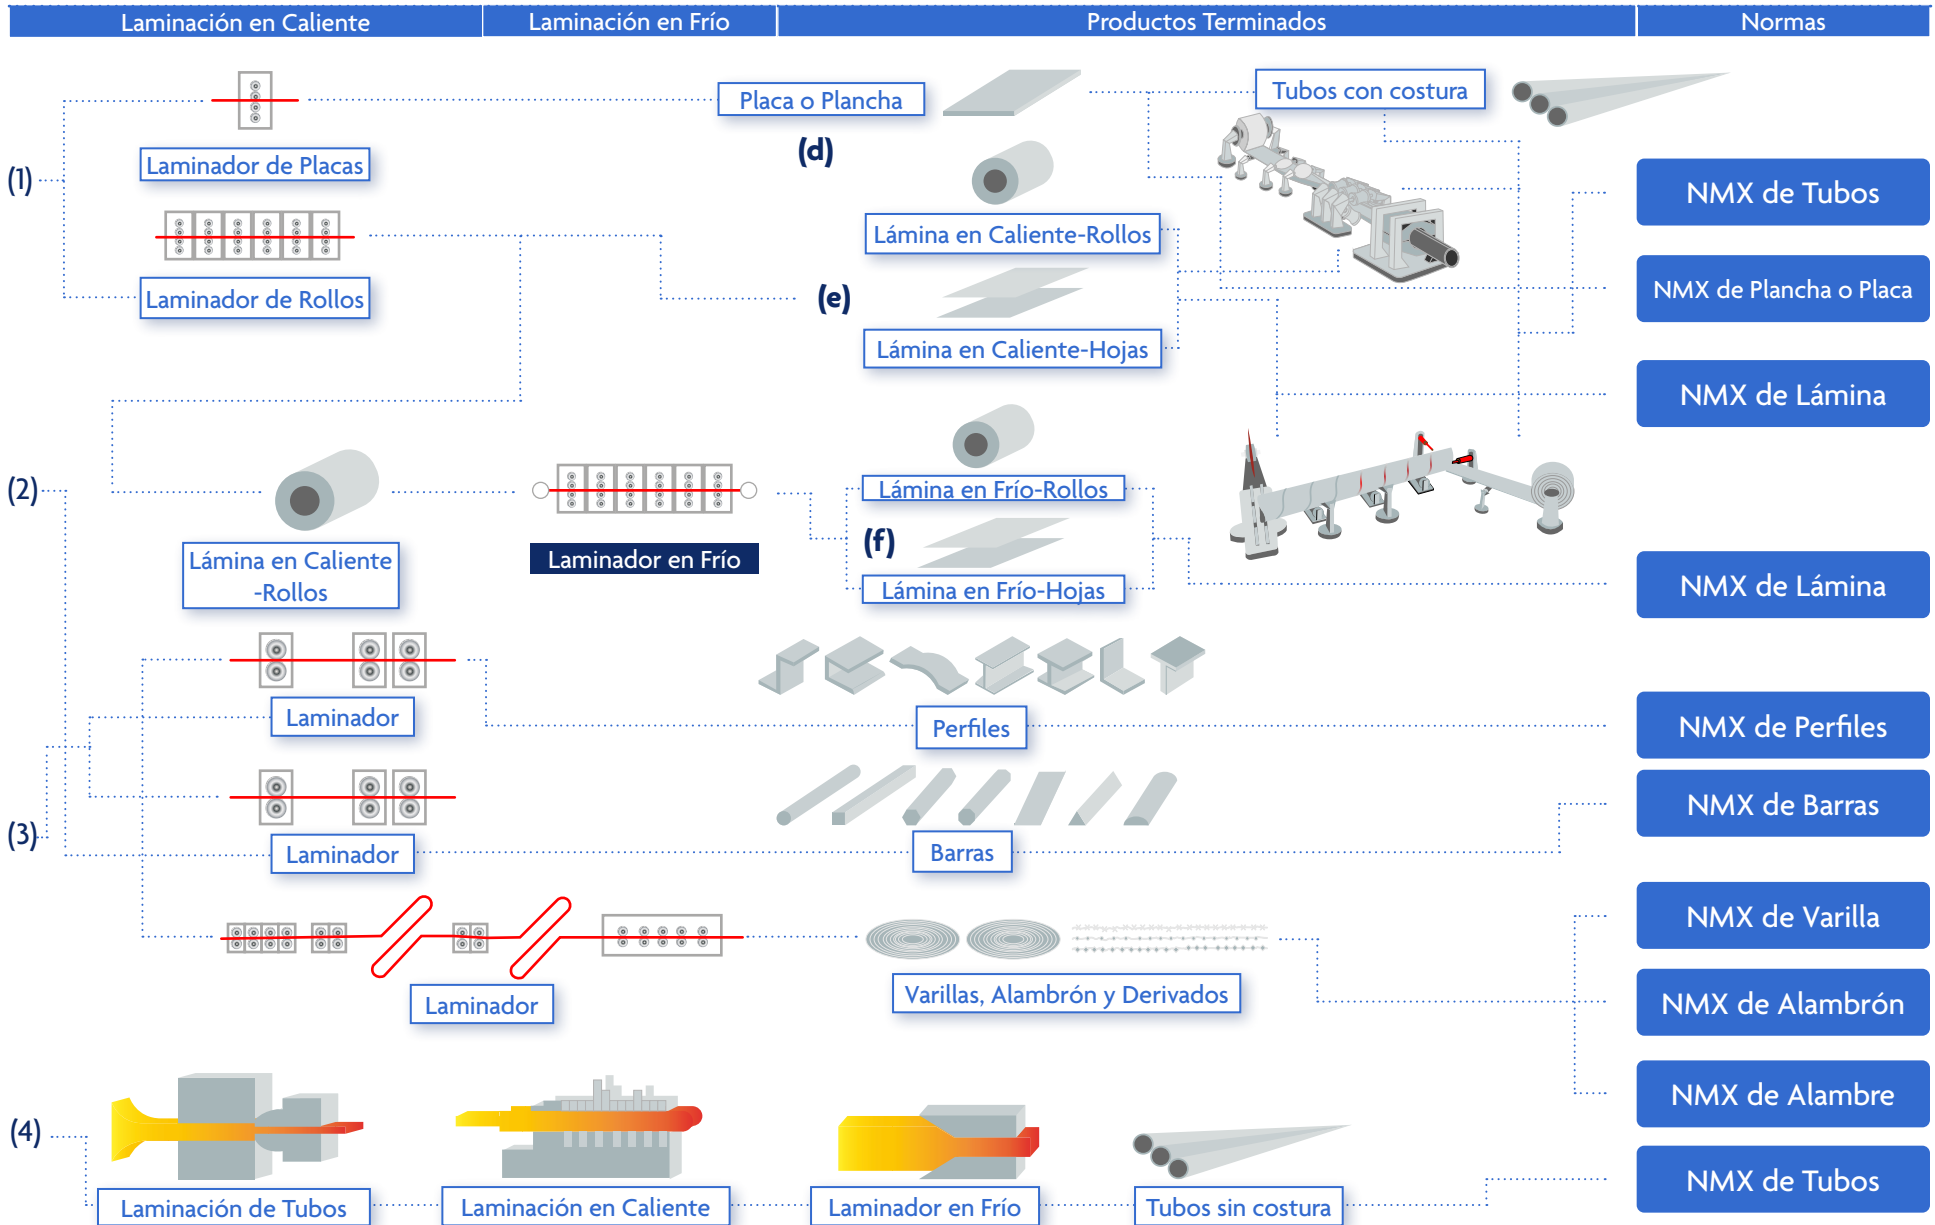 Laminación en Caliente
Laminación en Frío
Productos Terminados
Normas
Placa o Plancha
Tubos con costura
(d)
Laminador de Placas
(1)
NMX de Tubos
Lámina en Caliente-Rollos
Laminador de Rollos
(e)
NMX de Plancha o Placa
Lámina en Caliente-Hojas
NMX de Lámina
(2)
Lámina en Frío-Rollos
Lámina en Caliente
-Rollos
Laminador en Frío
(f)
Lámina en Frío-Hojas
NMX de Lámina
Laminador
Perfiles
NMX de Perfiles
NMX de Barras
(3)
Laminador
Barras
NMX de Varilla
Laminador
Varillas, Alambrón y Derivados
NMX de Alambrón
NMX de Alambre
(4)
Laminación de Tubos
Laminación en Caliente
Laminador en Frío
Tubos sin costura
NMX de Tubos